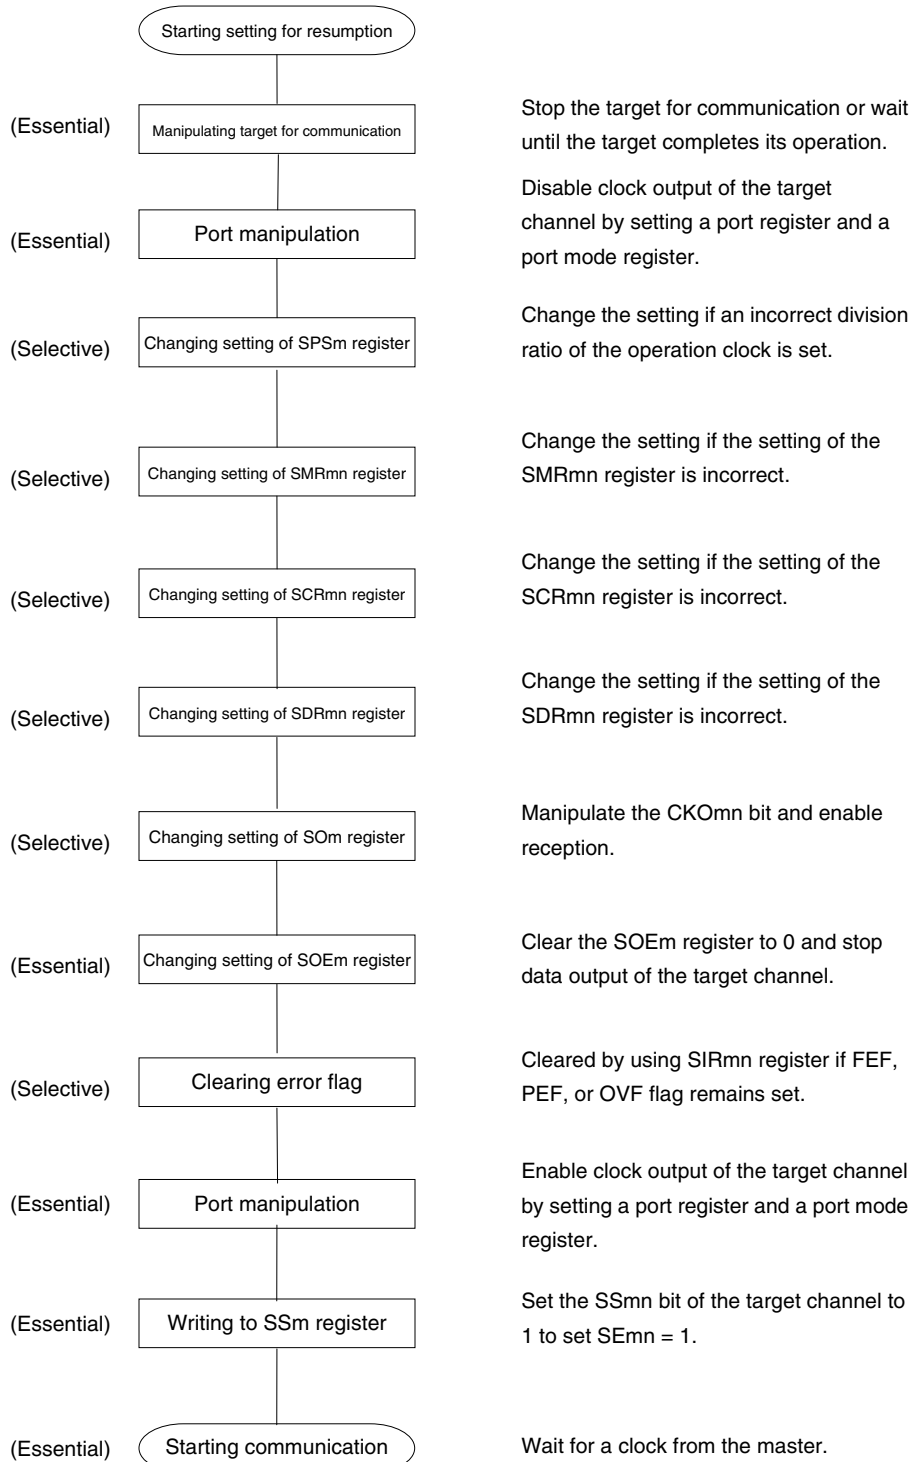 Starting setting for resumption
(Essential)
Manipulating target for communication
Stop the target for communication or wait
until the target completes its operation.
(Essential)
Port manipulation
Disable clock output of the target
channel by setting a port register and a
port mode register.
(Selective)
Changing setting of SPSm register
Change the setting if an incorrect division
ratio of the operation clock is set.
(Selective)
Changing setting of SMRmn register
Change the setting if the setting of the
SMRmn register is incorrect.
(Selective)
Changing setting of SCRmn register
Change the setting if the setting of the
SCRmn register is incorrect.
(Selective)
Changing setting of SDRmn register
Change the setting if the setting of the
SDRmn register is incorrect.
(Selective)
Changing setting of SOm register
Manipulate the CKOmn bit and enable
reception.
(Essential)
Changing setting of SOEm register
Clear the SOEm register to 0 and stop
data output of the target channel.
(Selective)
Clearing error flag
Cleared by using SIRmn register if FEF,
PEF, or OVF flag remains set.
(Essential)
Port manipulation
Enable clock output of the target channel
by setting a port register and a port mode
register.
(Essential)
Writing to SSm register
Set the SSmn bit of the target channel to
1 to set SEmn = 1.
(Essential)
Starting communication
Wait for a clock from the master.